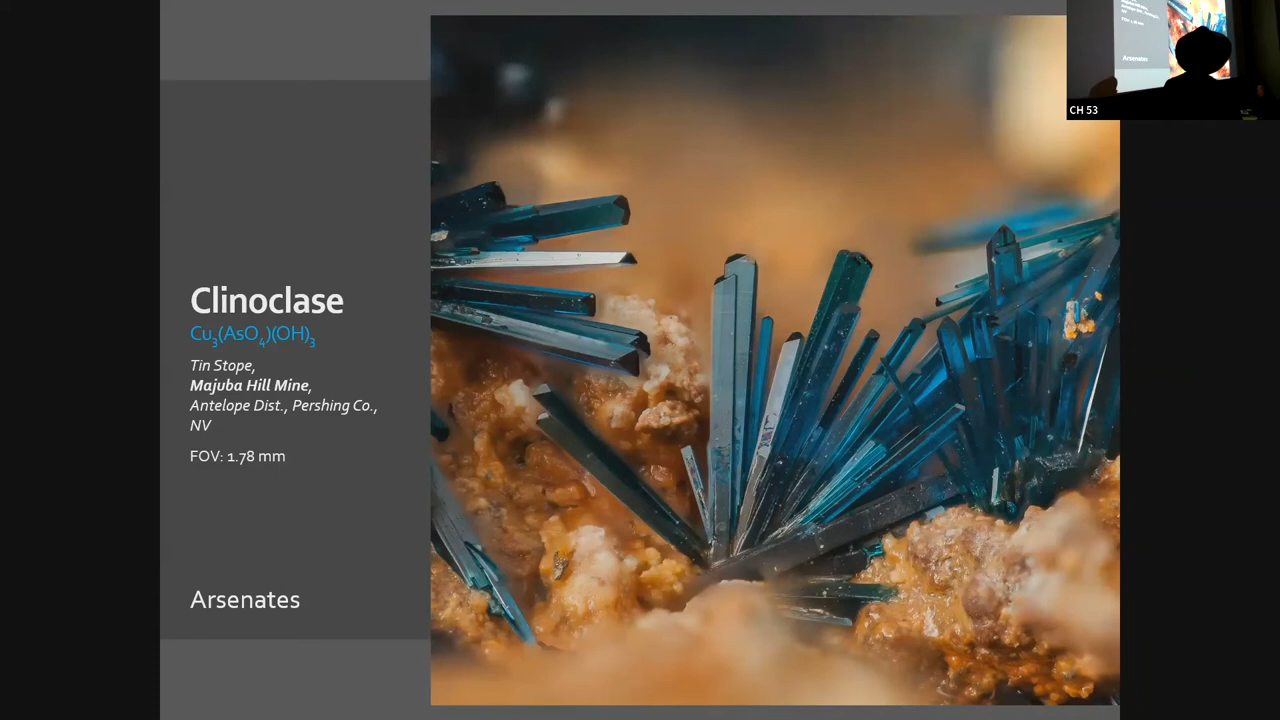 Clinoclase
Cu3(AsO4)(OH)3
Tin Stope,
Majuba Hill Mine,
Antelope Dist., Pershing Co.,
NV
FOV: 1.78 mm
Arsenates
Arsenates
CH 53